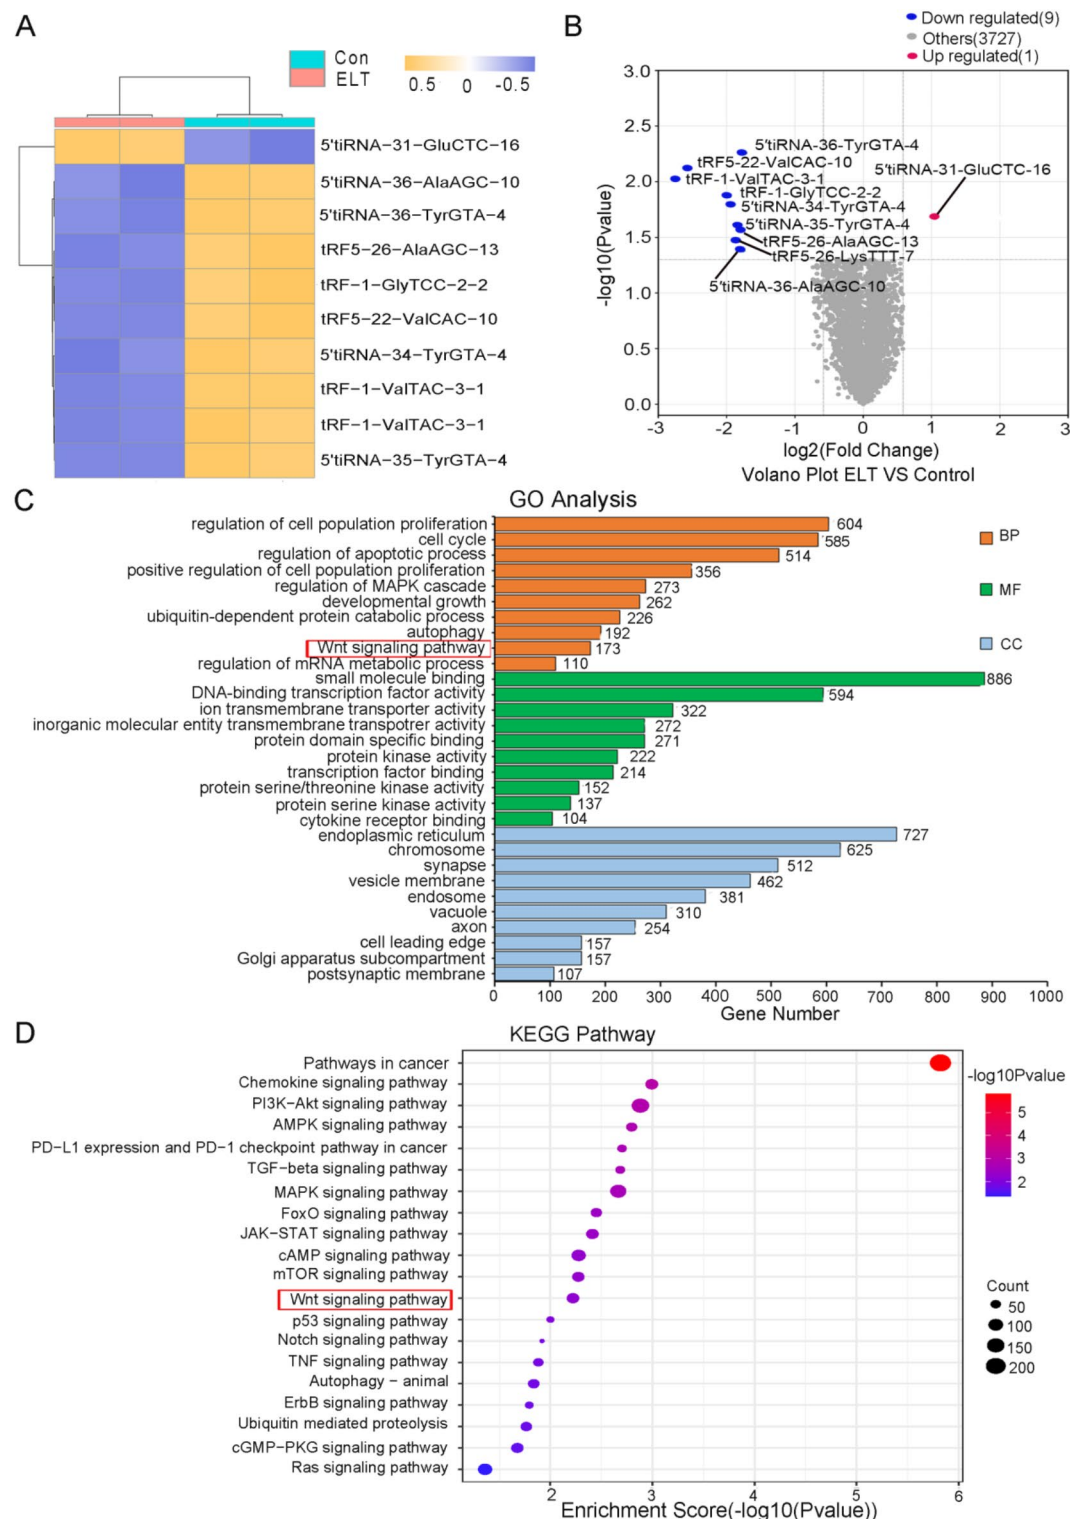 A
Con
ELT
0.5 0 -0.5
5'tiRNA-31-GluCTC-16
5'tiRNA-36-AlaAGC-10
5'tiRNA-36-TyrGTA-4
tRF5-26-AlaAGC-13
tRF-1-GlyTCC-2-2
tRF5-22-ValCAC-10
5'tiRNA-34-TyrGTA-4
tRF-1-ValTAC-3-1
tRF-1-ValTAC-3-1
5'tiRNA-35-TyrGTA-4
B
Down regulated(9)
Others(3727)
Up regulated(1)
3.0
2.5
2.0
1.5
1.0
0.5
0.0
-log10(Pvalue)
5'tiRNA-36-TyrGTA-4
tRF5-22-ValCAC-10
5'tiRNA-31-GluCTC-16
tRF-1-ValTAC-3-1
tRF-1-GlyTCC-2-2
5'tiRNA-34-TyrGTA-4
5'tiRNA-35-TyrGTA-4
tRF5-26-AlaAGC-13
tRF5-26-LysTTT-7
5'tiRNA-36-AlaAGC-10
-3 -2 -1 0 1 2 3
log2(Fold Change)
Volano Plot ELT VS Control
C
GO Analysis
regulation of cell population proliferation 604
cell cycle 585
regulation of apoptotic process 514
positive regulation of cell population proliferation 356
regulation of MAPK cascade 273
developmental growth 262
ubiquitin-dependent protein catabolic process 226
autophagy 192
Wnt signaling pathway 173
regulation of mRNA metabolic process 110
small molecule binding 886
DNA-binding transcription factor activity 594
ion transmembrane transporter activity 322
inorganic molecular entity transmembrane transpotrer activity 272
protein domain specific binding 271
protein kinase activity 222
transcription factor binding 214
protein serine/threonine kinase activity 152
protein serine kinase activity 137
cytokine receptor binding 104
endoplasmic reticulum 727
chromosome 625
synapse 512
vesicle membrane 462
endosome 381
vacuole 310
axon 254
cell leading edge 157
Golgi apparatus subcompartment 157
postsynaptic membrane 107
BP
MF
CC
0 100 200 300 400 500 600 700 800 900 1000
Gene Number
D
KEGG Pathway
Pathways in cancer
Chemokine signaling pathway
PI3K-Akt signaling pathway
AMPK signaling pathway
PD-L1 expression and PD-1 checkpoint pathway in cancer
TGF-beta signaling pathway
MAPK signaling pathway
FoxO signaling pathway
JAK-STAT signaling pathway
cAMP signaling pathway
mTOR signaling pathway
Wnt signaling pathway
p53 signaling pathway
Notch signaling pathway
TNF signaling pathway
Autophagy - animal
ErbB signaling pathway
Ubiquitin mediated proteolysis
cGMP-PKG signaling pathway
Ras signaling pathway
-log10Pvalue
5
4
3
2
Count
50
100
150
200
2 3 4 5 6
Enrichment Score(-log10(Pvalue))